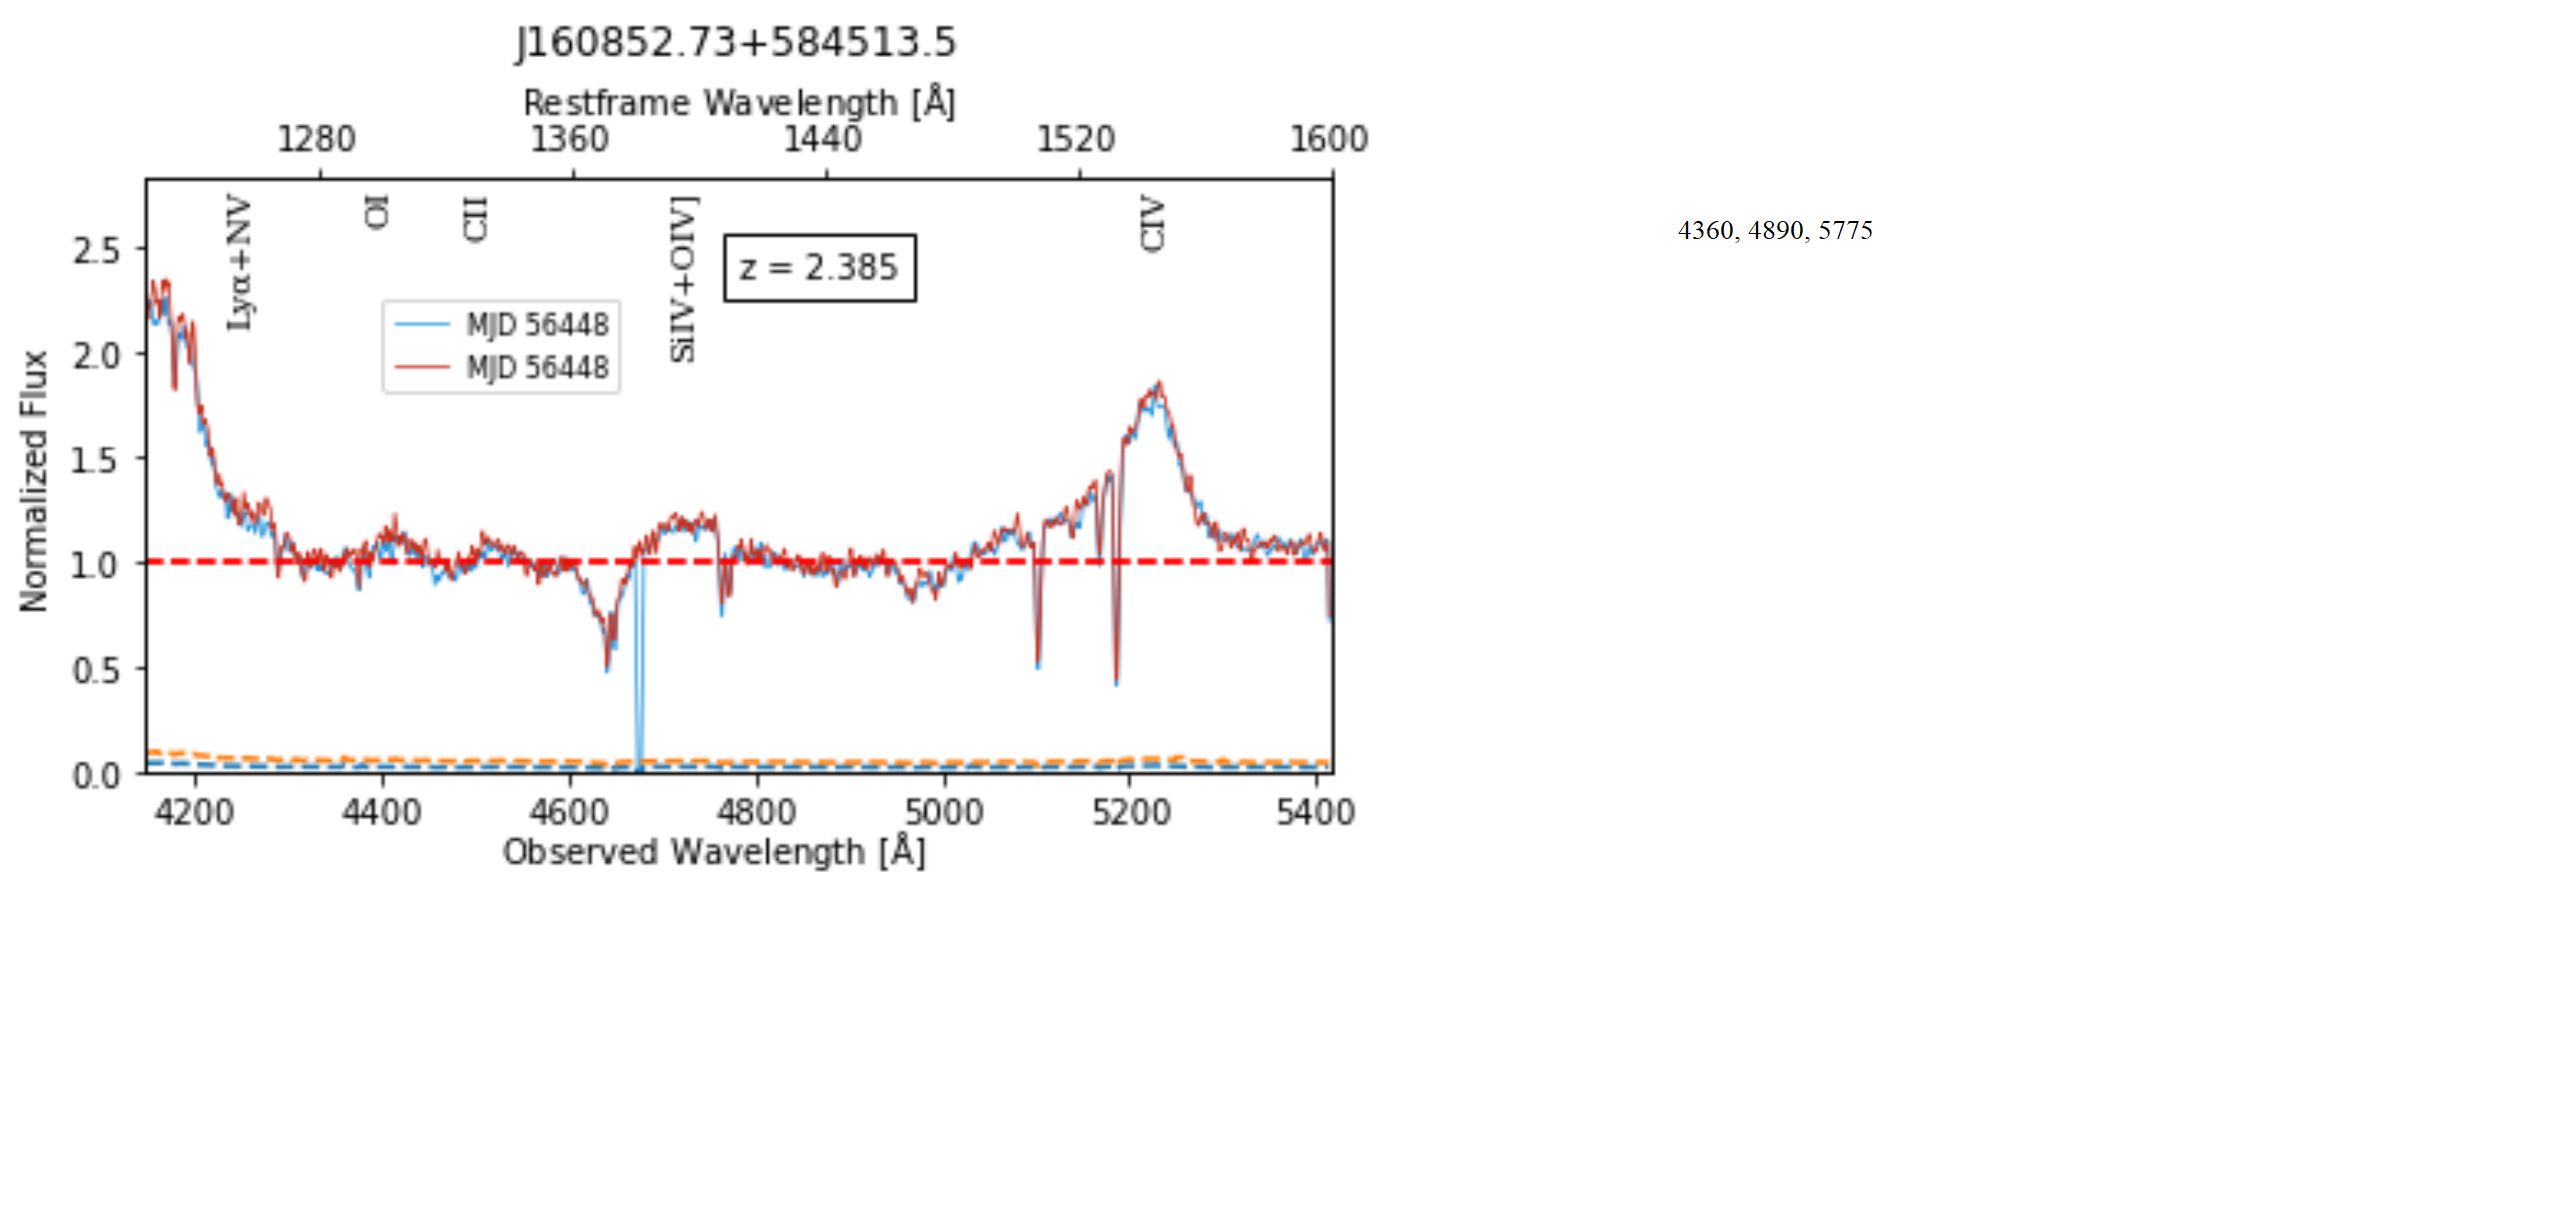 J160852.73+584513.5
Restframe Wavelength [Å]
1280 1360 1440 1520 1600
Lyα+NV
OI
CII
SiIV+OIV]
CIV
z = 2.385
MJD 56448
MJD 56448
Normalized Flux
2.5
2.0
1.5
1.0
0.5
0.0
4200 4400 4600 4800 5000 5200 5400
Observed Wavelength [Å]
4360, 4890, 5775